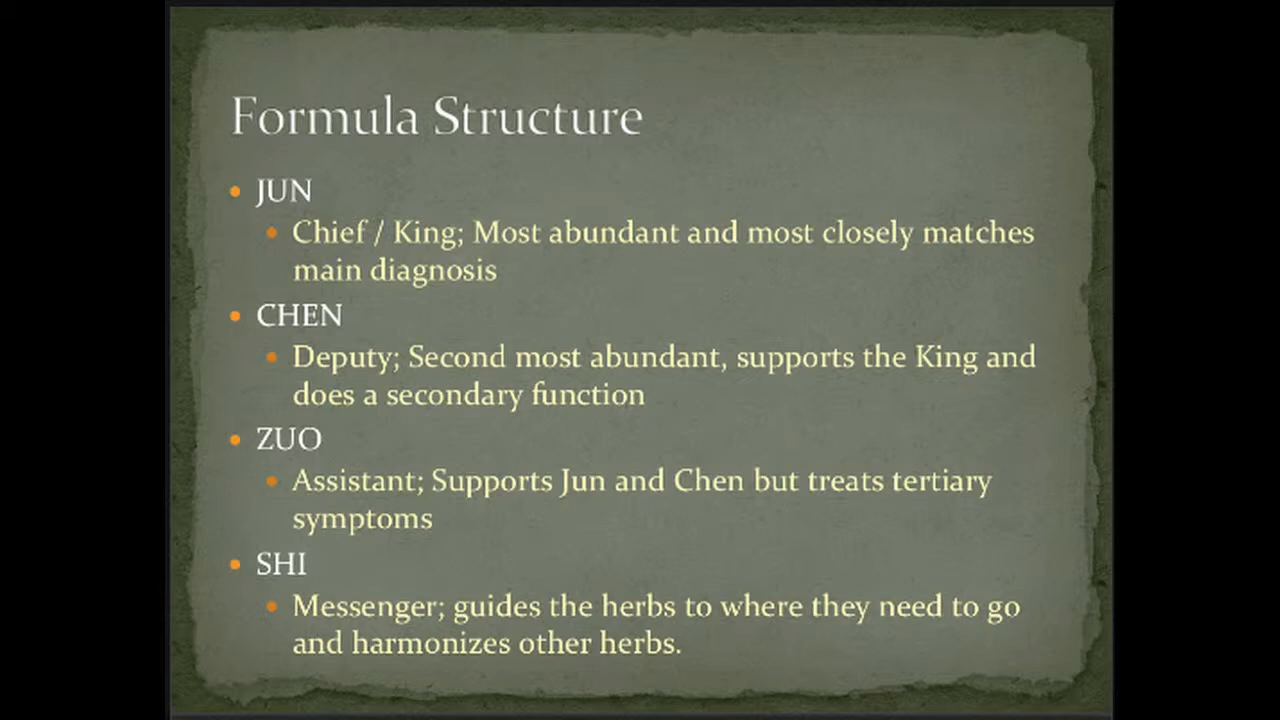 Formula Structure
JUN
Chief / King; Most abundant and most closely matches
main diagnosis
CHEN
Deputy; Second most abundant, supports the King and
does a secondary function
ZUO
Assistant; Supports Jun and Chen but treats tertiary
symptoms
SHI
Messenger; guides the herbs to where they need to go
and harmonizes other herbs.